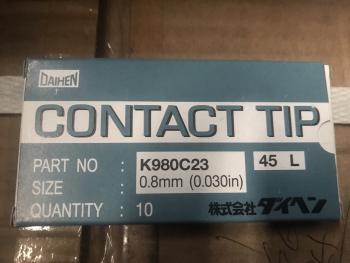 DAIHEN
CONTACT TIP
PART NO : K980C23 45 L
SIZE : 0.8mm (0.030in)
QUANTITY : 10 株式会社ダイヘン